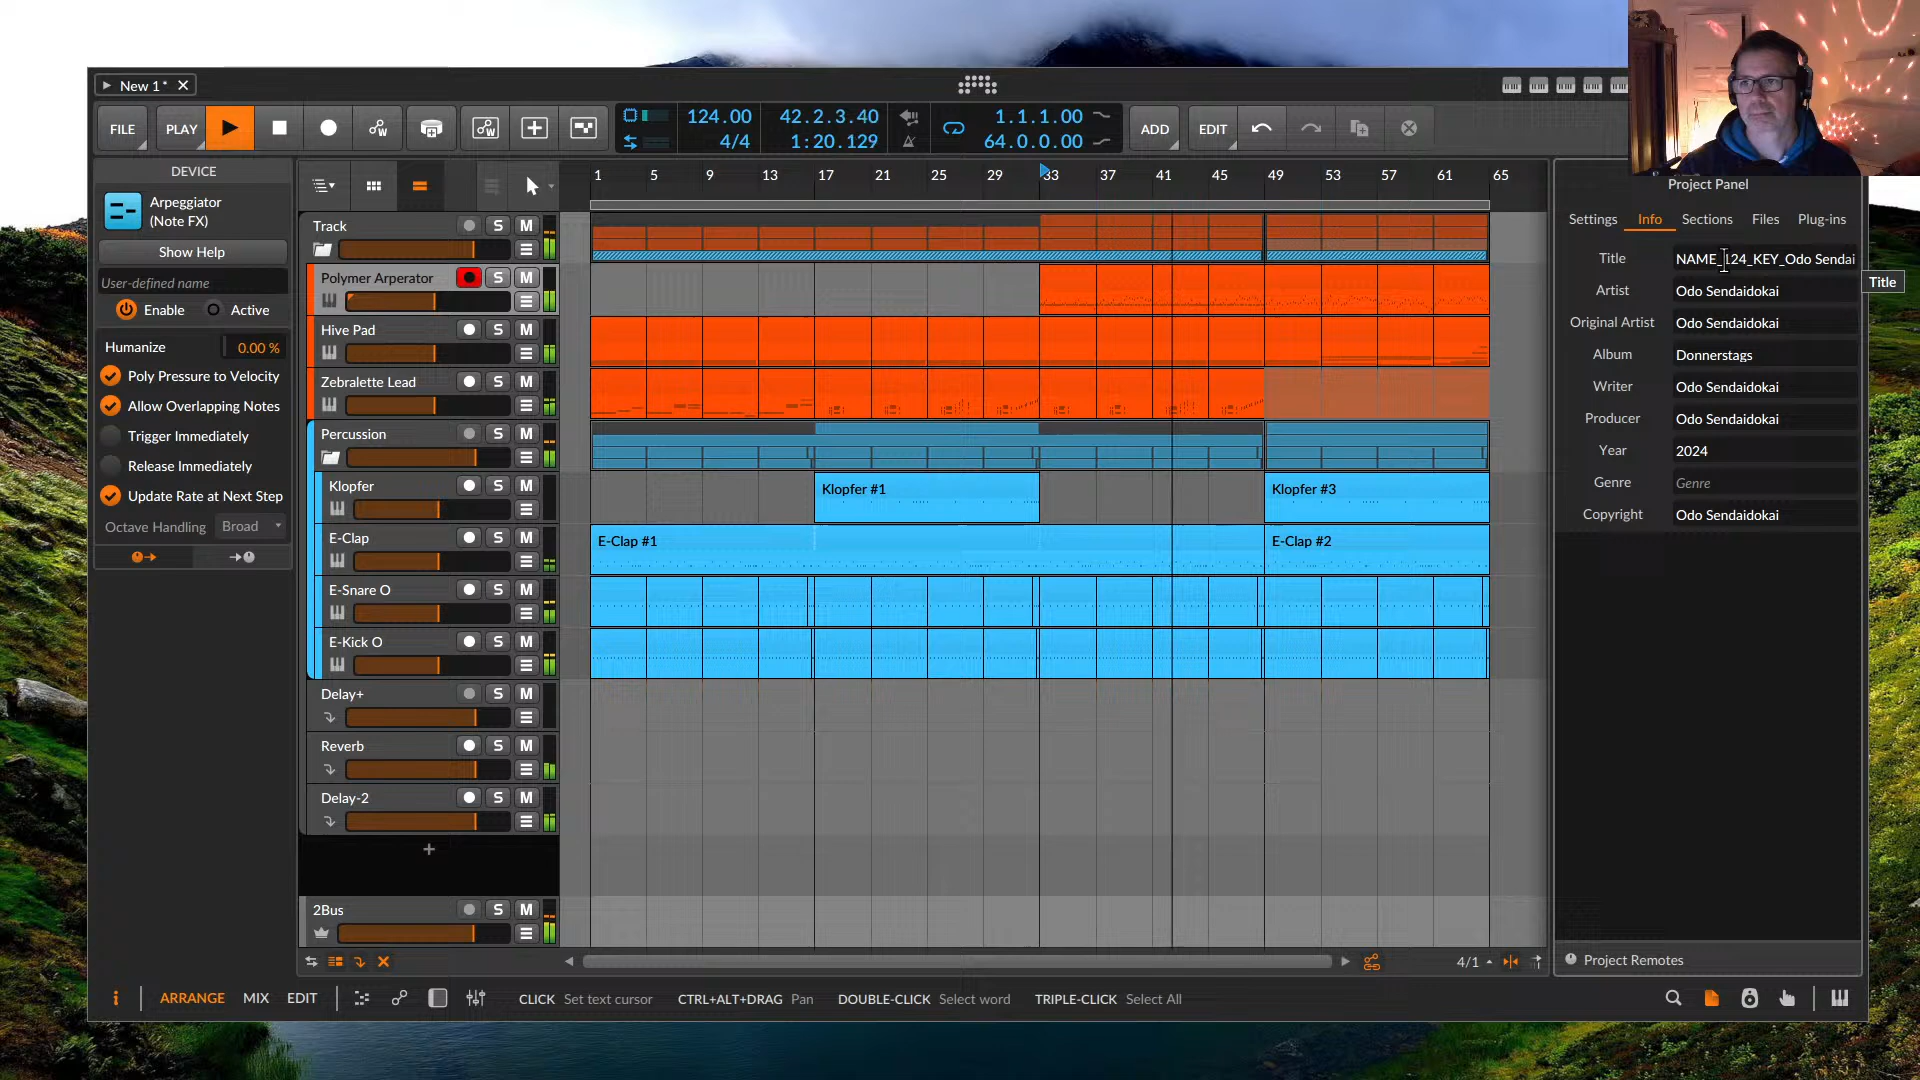 New 1*
FILE
PLAY
124.00
4/4
42.2.3.40
1:20.129
1.1.1.00
64.0.0.00
ADD
EDIT
DEVICE
Arpeggiator
(Note FX)
Show Help
User-defined name
Enable
Active
Humanize
0.00 %
Poly Pressure to Velocity
Allow Overlapping Notes
Trigger Immediately
Release Immediately
Update Rate at Next Step
Octave Handling
Broad
1 5 9 13 17 21 25 29 33 37 41 45 49 53 57 61 65
Track
S M
Polymer Arperator
S M
Hive Pad
S M
Zebralette Lead
S M
Percussion
S M
Klopfer
S M
Klopfer #1
Klopfer #3
E-Clap
S M
E-Clap #1
E-Clap #2
E-Snare O
S M
E-Kick O
S M
Delay+
S M
Reverb
S M
Delay-2
S M
+
2Bus
S M
4/1
Project Panel
Settings Info Sections Files Plug-ins
Title NAME_124_KEY_Odo Sendai
Title
Artist Odo Sendaidokai
Original Artist Odo Sendaidokai
Album Donnerstags
Writer Odo Sendaidokai
Producer Odo Sendaidokai
Year 2024
Genre Genre
Copyright Odo Sendaidokai
Project Remotes
i ARRANGE MIX EDIT
CLICK Set text cursor CTRL+ALT+DRAG Pan DOUBLE-CLICK Select word TRIPLE-CLICK Select All